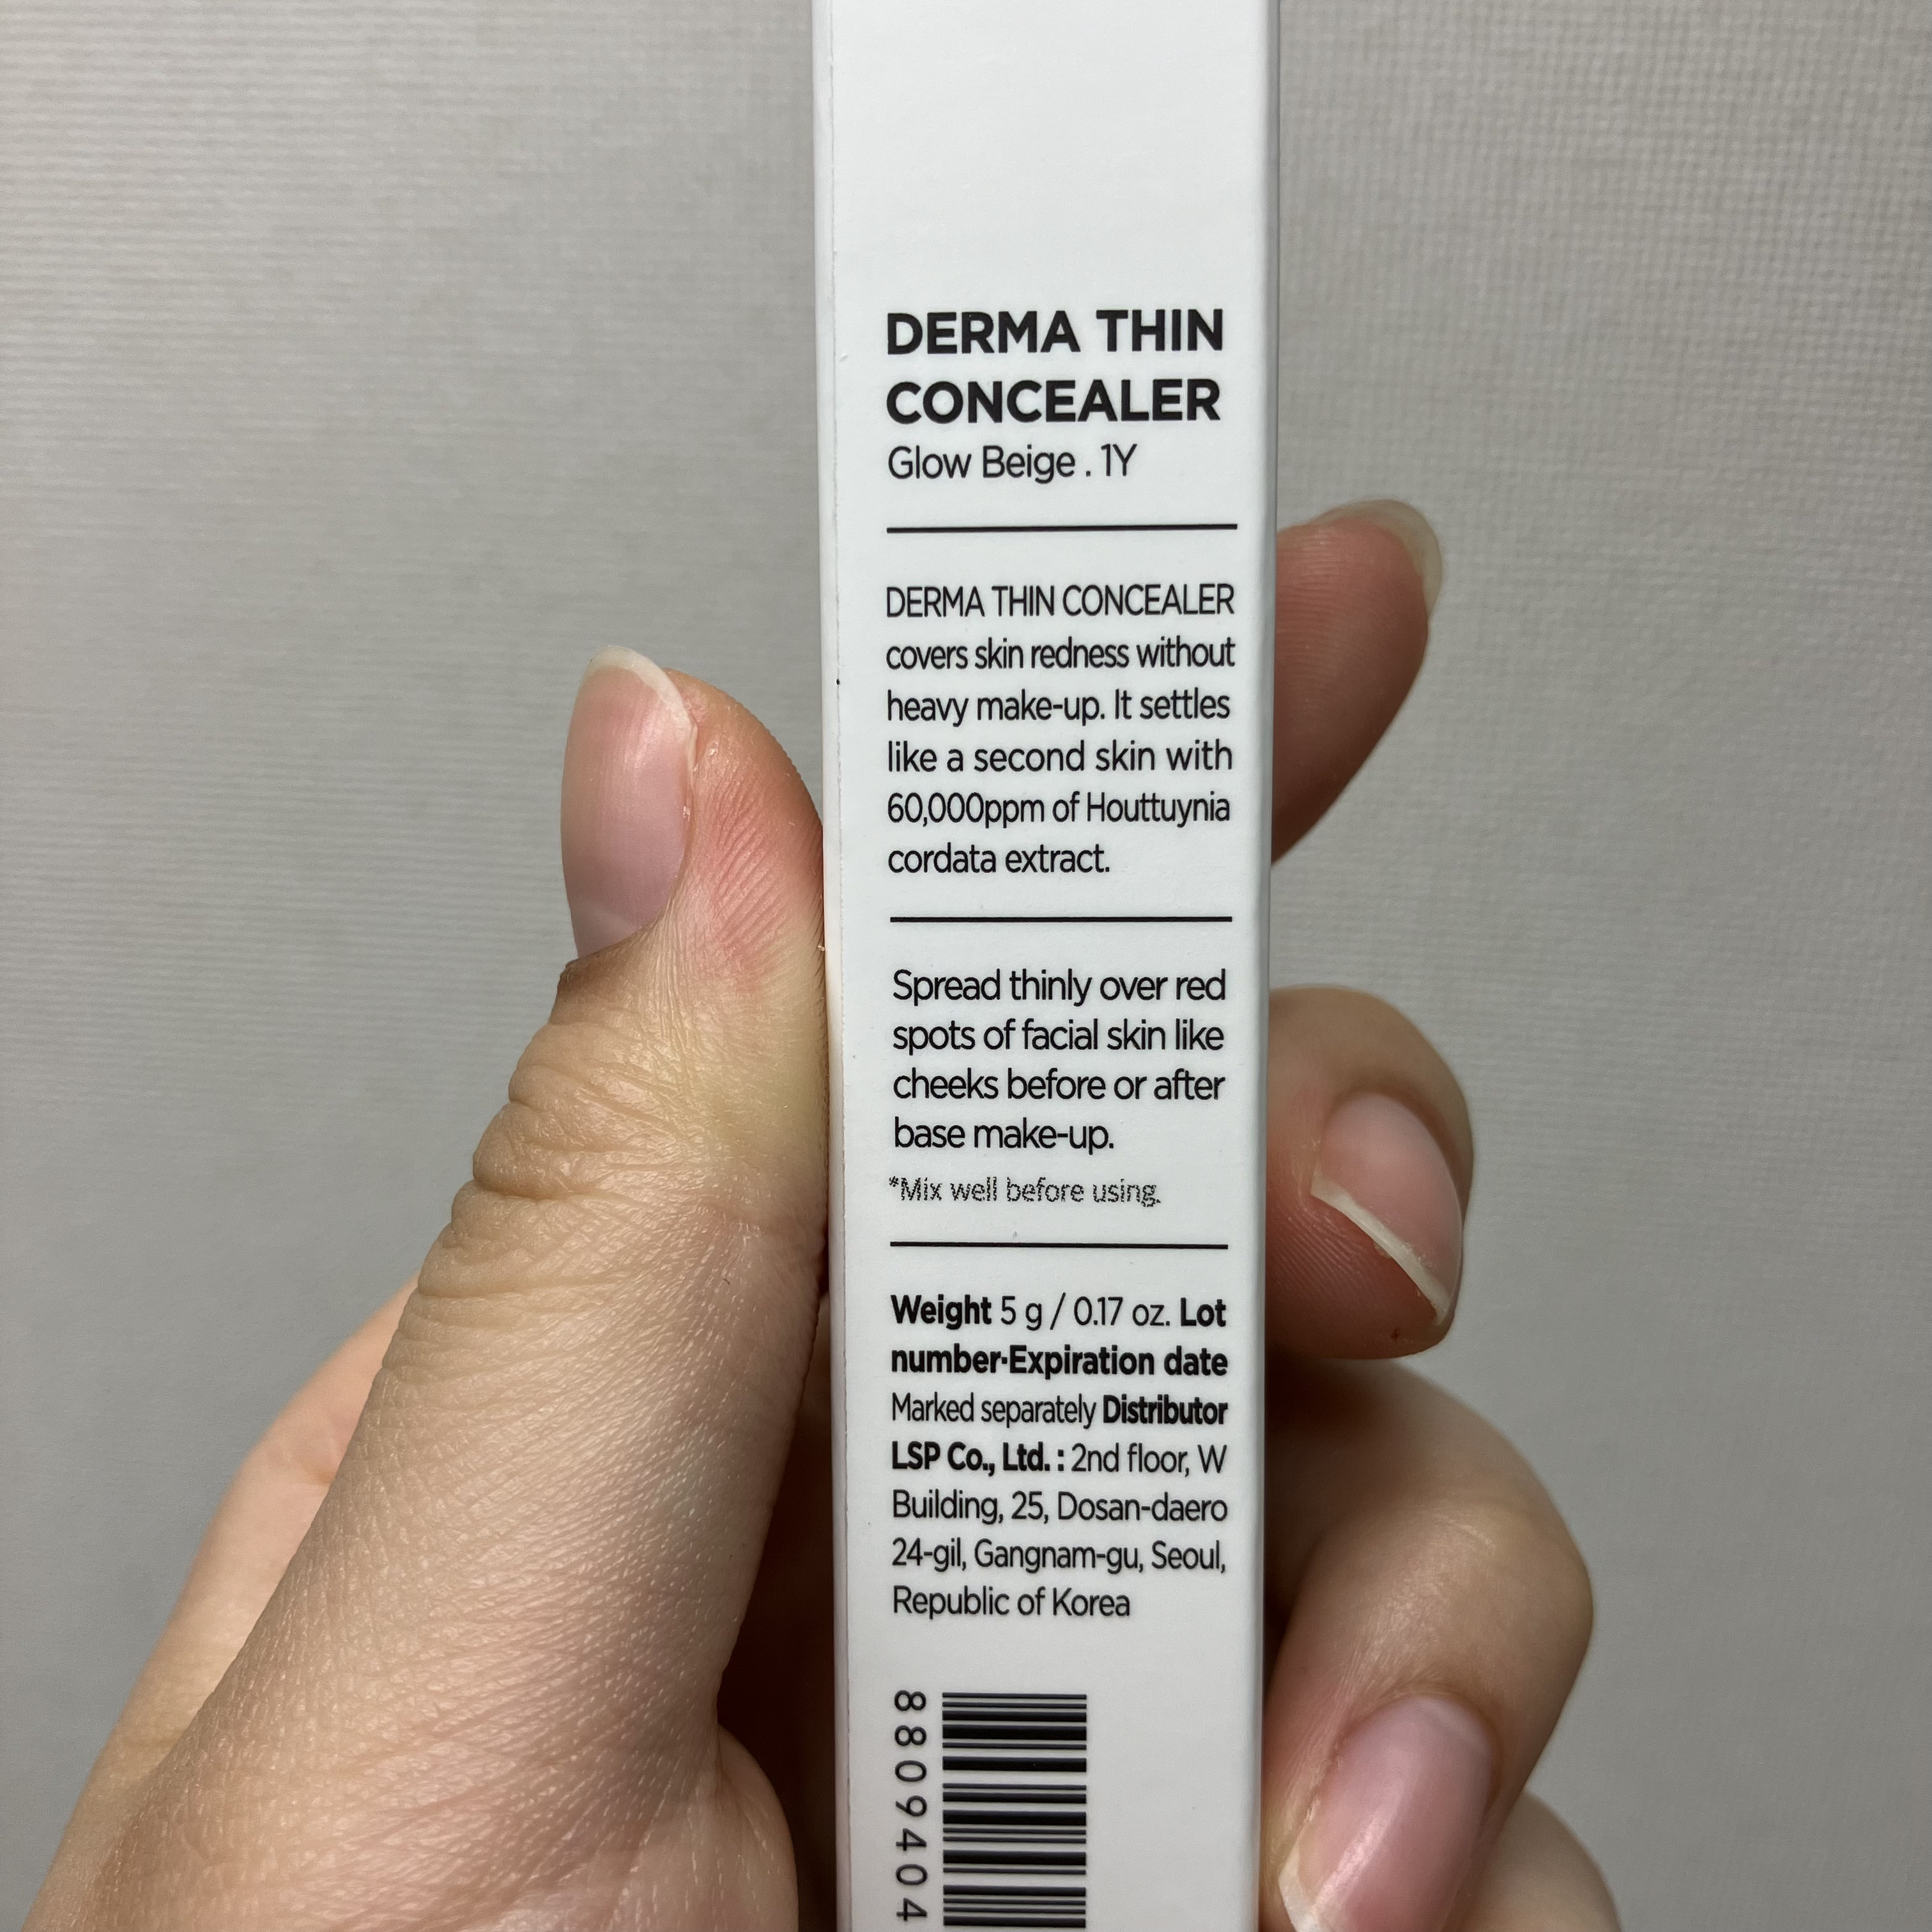 DERMA THIN
CONCEALER
Glow Beige . 1Y
DERMA THIN CONCEALER
covers skin redness without
heavy make-up. It settles
like a second skin with
60,000ppm of Houttuynia
cordata extract.
Spread thinly over red
spots of facial skin like
cheeks before or after
base make-up.
*Mix well before using.
Weight 5 g / 0.17 oz. Lot
number·Expiration date
Marked separately Distributor
LSP Co., Ltd. : 2nd floor, W
Building, 25, Dosan-daero
24-gil, Gangnam-gu, Seoul,
Republic of Korea
8809404